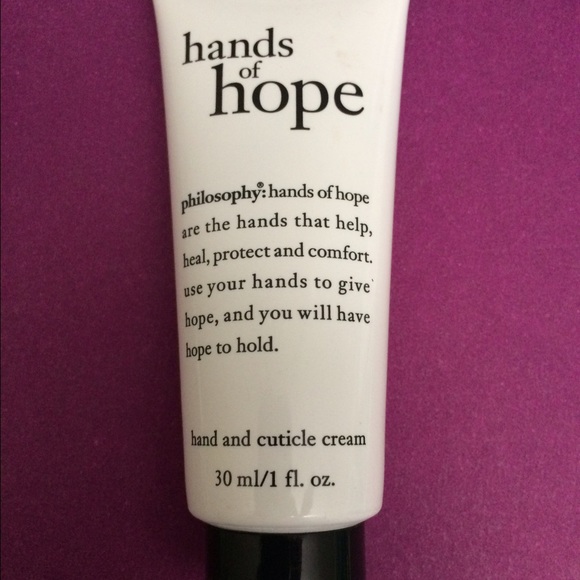 hands
of
hope
philosophy®: hands of hope
are the hands that help,
heal, protect and comfort.
use your hands to give
hope, and you will have
hope to hold.
hand and cuticle cream
30 ml/1 fl. oz.